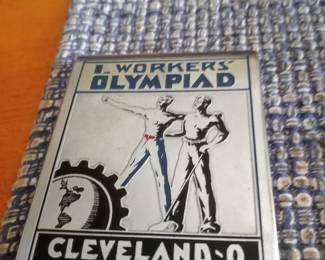 I. WORKERS'
OLYMPIAD
CLEVELAND-O